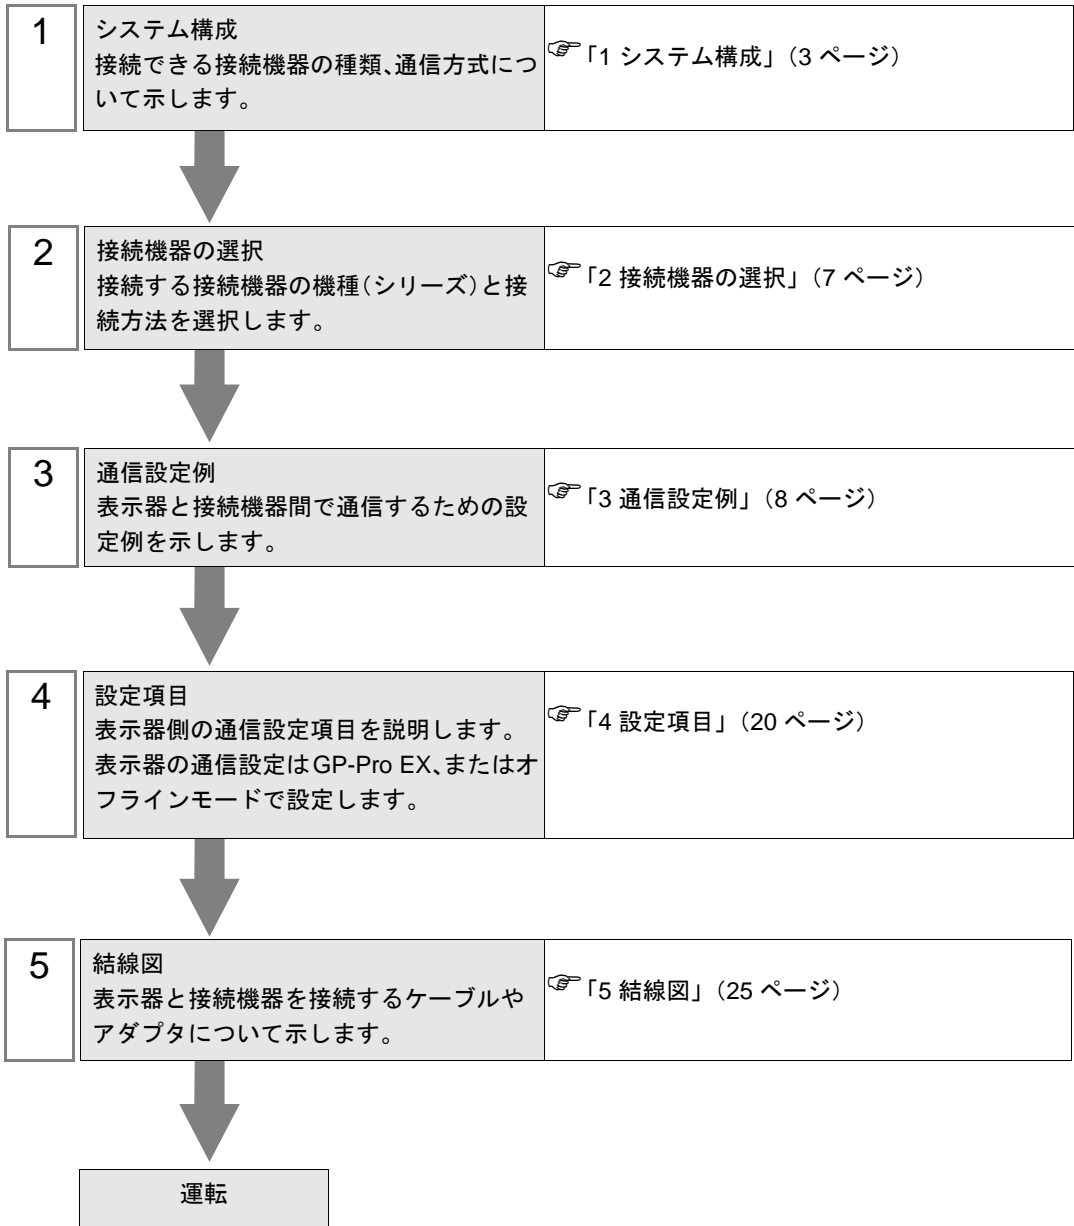 1
システム構成
接続できる接続機器の種類、通信方式につ
いて示します。
「1 システム構成」（3 ページ）
2
接続機器の選択
接続する接続機器の機種（シリーズ）と接
続方法を選択します。
「2 接続機器の選択」（7 ページ）
3
通信設定例
表示器と接続機器間で通信するための設
定例を示します。
「3 通信設定例」（8 ページ）
4
設定項目
表示器側の通信設定項目を説明します。
表示器の通信設定はGP-Pro EX、またはオ
フラインモードで設定します。
「4 設定項目」（20 ページ）
5
結線図
表示器と接続機器を接続するケーブルや
アダプタについて示します。
「5 結線図」（25 ページ）
運転